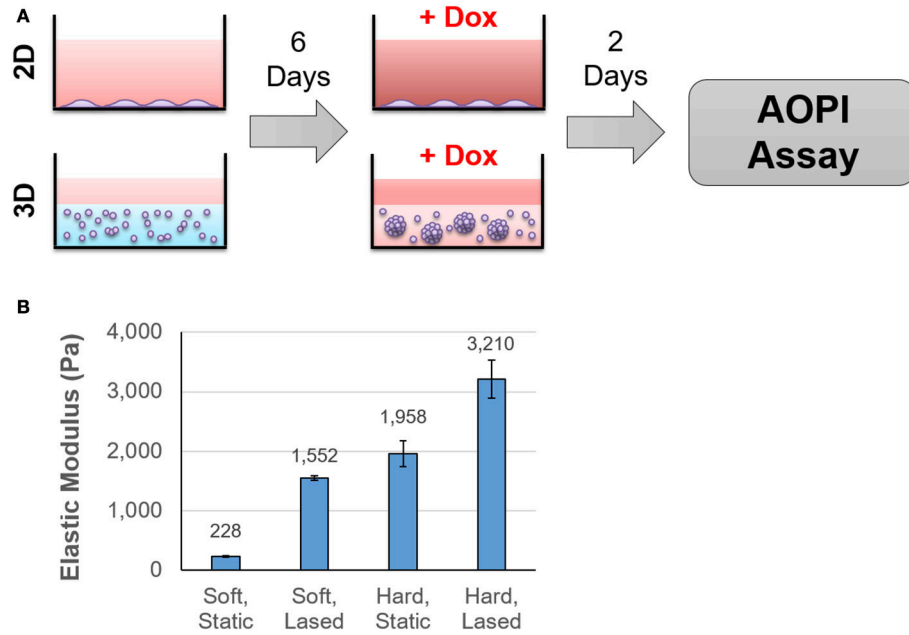 A
2D
6
Days
+ Dox
2
Days
AOPI
Assay
3D
+ Dox
B
Elastic Modulus (Pa)
4,000
3,000
2,000
1,000
0
228
1,552
1,958
3,210
Soft,
Static
Soft,
Lased
Hard,
Static
Hard,
Lased